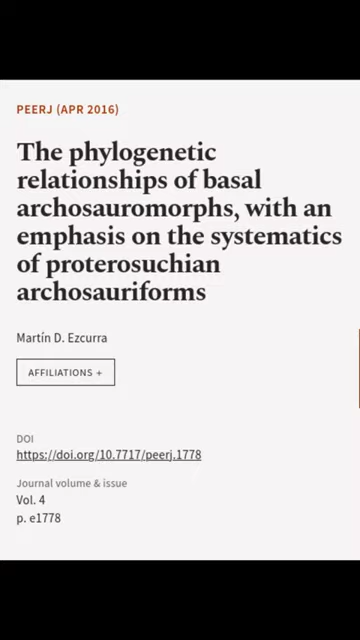 PEERJ (APR 2016)
The phylogenetic
relationships of basal
archosauromorphs, with an
emphasis on the systematics
of proterosuchian
archosauriforms
Martín D. Ezcurra
AFFILIATIONS +
DOI
https://doi.org/10.7717/peerj.1778
Journal volume & issue
Vol. 4
p. e1778